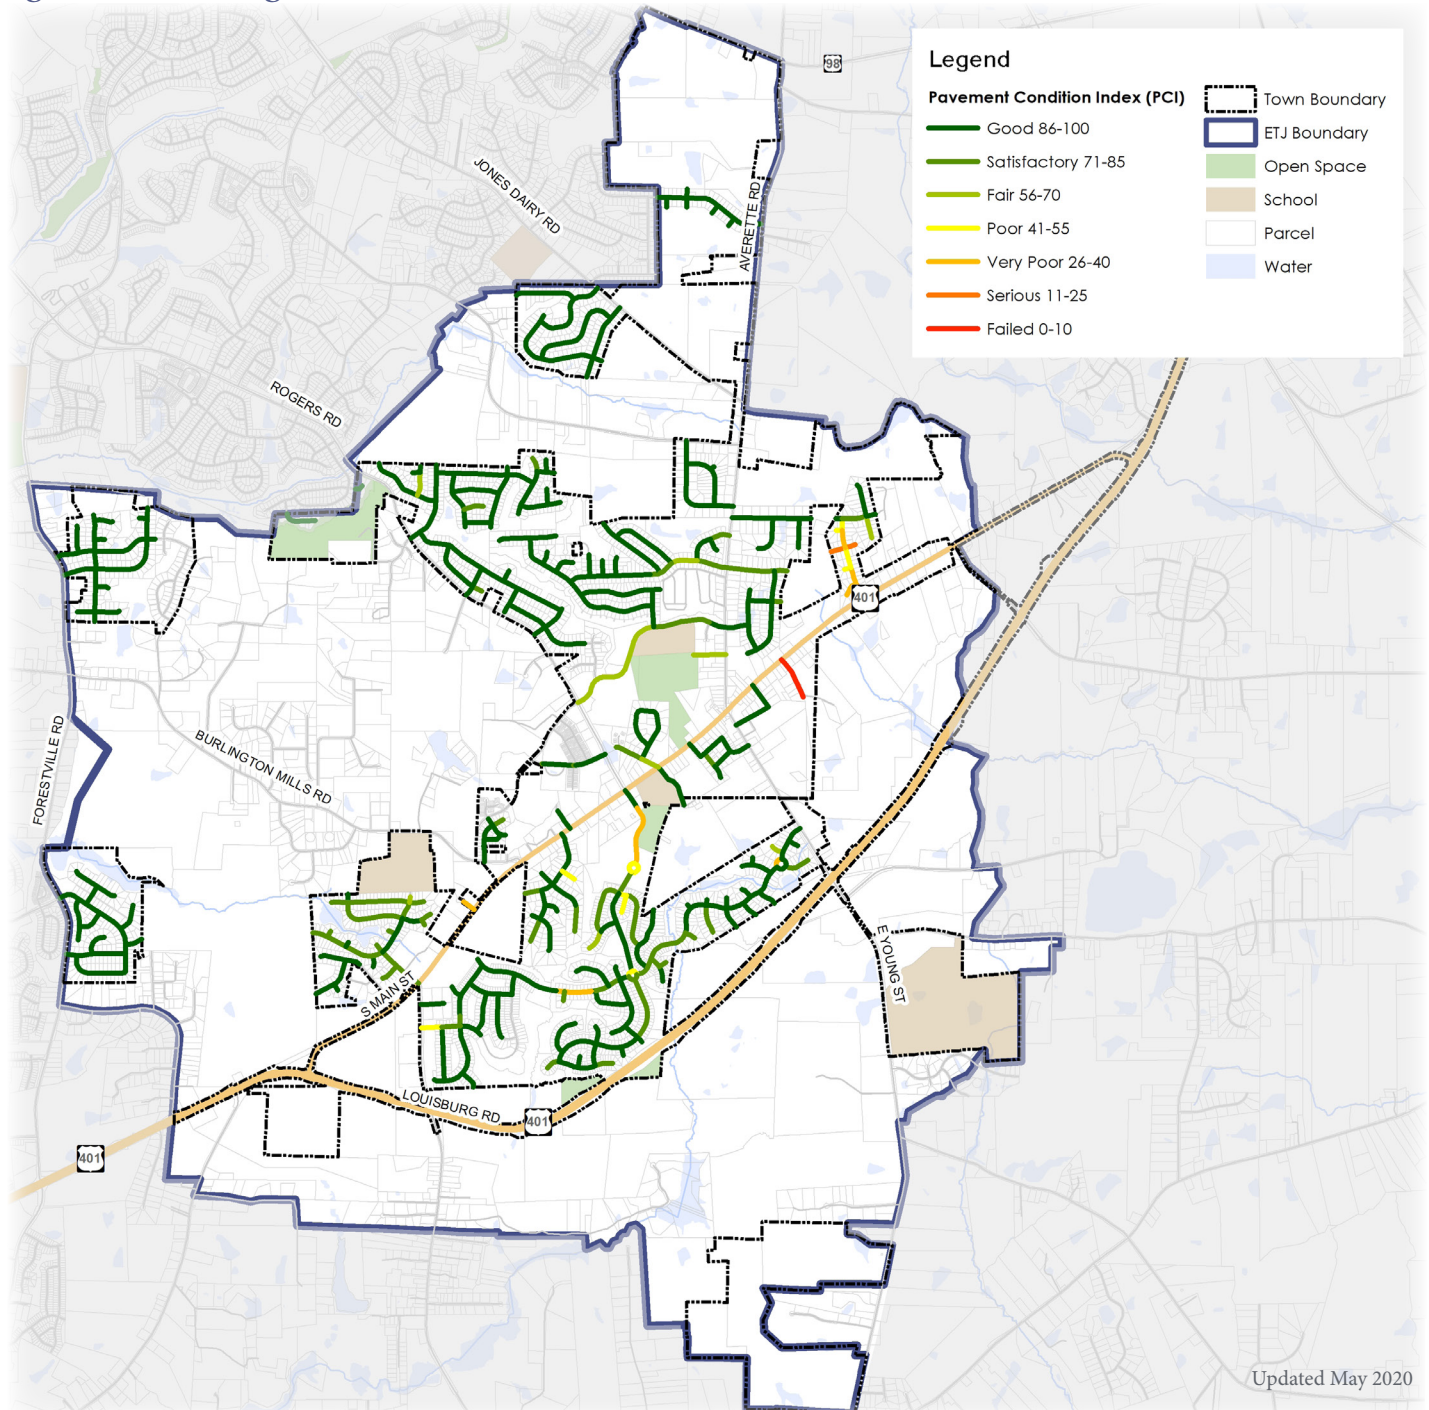 98
Legend
Pavement Condition Index (PCI)
Good 86-100
Satisfactory 71-85
Fair 56-70
Poor 41-55
Very Poor 26-40
Serious 11-25
Failed 0-10
Town Boundary
ETJ Boundary
Open Space
School
Parcel
Water
JONES DAIRY RD
AVERETTE RD
ROGERS RD
401
FORESTVILLE RD
BURLINGTON MILLS RD
E YOUNG ST
S MAIN ST
LOUISBURG RD
401
401
Updated May 2020